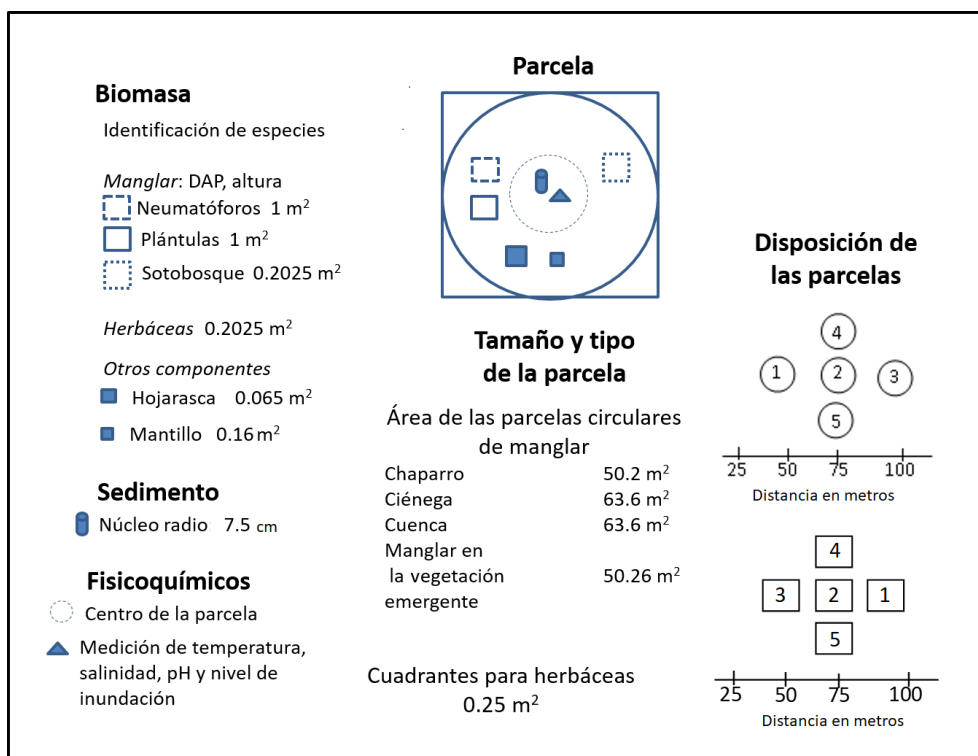 Biomasa
Identificación de especies
Manglar: DAP, altura
Neumatóforos 1 m²
Plántulas 1 m²
Sotobosque 0.2025 m²
Herbáceas 0.2025 m²
Otros componentes
Hojarasca 0.065 m²
Mantillo 0.16 m²
Sedimento
Núcleo radio 7.5 cm
Fisicoquímicos
Centro de la parcela
Medición de temperatura,
salinidad, pH y nivel de
inundación
Parcela
Tamaño y tipo
de la parcela
Área de las parcelas circulares
de manglar
Chaparro 50.2 m²
Ciénega 63.6 m²
Cuenca 63.6 m²
Manglar en
la vegetación 50.26 m²
emergente
Cuadrantes para herbáceas
0.25 m²
Disposición de
las parcelas
4
1 2 3
5
25 50 75 100
Distancia en metros
4
3 2 1
5
25 50 75 100
Distancia en metros